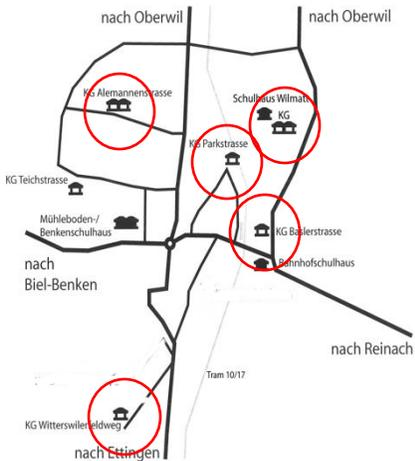 nach Oberwil
nach Oberwil
KG Alemannenstrasse
Schulhaus Wilmatt
KG
KG Parkstrasse
KG Teichstrasse
Mühleboden-/
Benkenschulhaus
KG Baslerstrasse
nach
Biel-Benken
Bahnhofschulhaus
nach Reinach
Tram 10/17
KG Witterswilerfeldweg
nach Ettingen